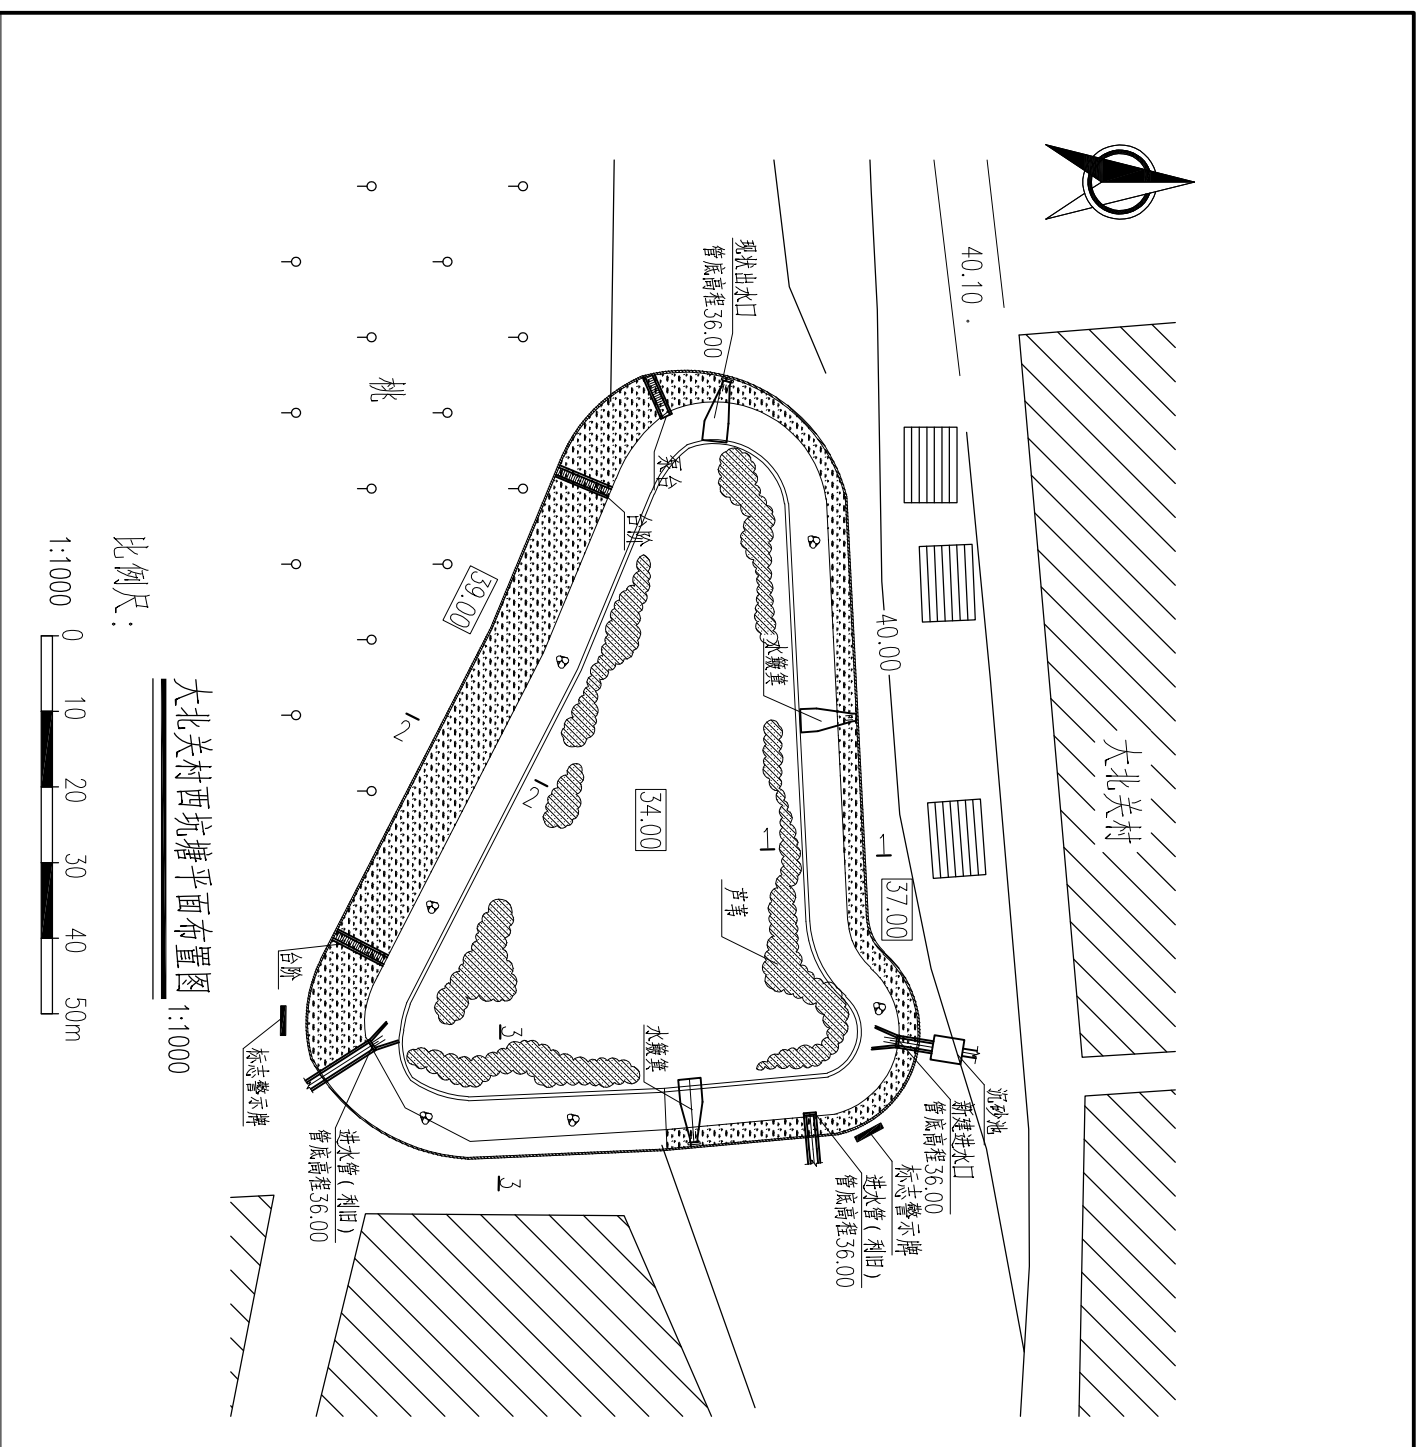 40.10
大北关村
现状出水口
管底高程36.00
泵台
台阶
40.00
水簸箕
桃
39.00
2
2
34.00
1
1
37.00
芦苇
台阶
标志警示牌
3
3
水簸箕
沉砂池
新建进水口
管底高程36.00
标志警示牌
进水管(利旧)
管底高程36.00
进水管(利旧)
管底高程36.00
大北关村西坑塘平面布置图 1:1000
比例尺:
1:1000 0 10 20 30 40 50m